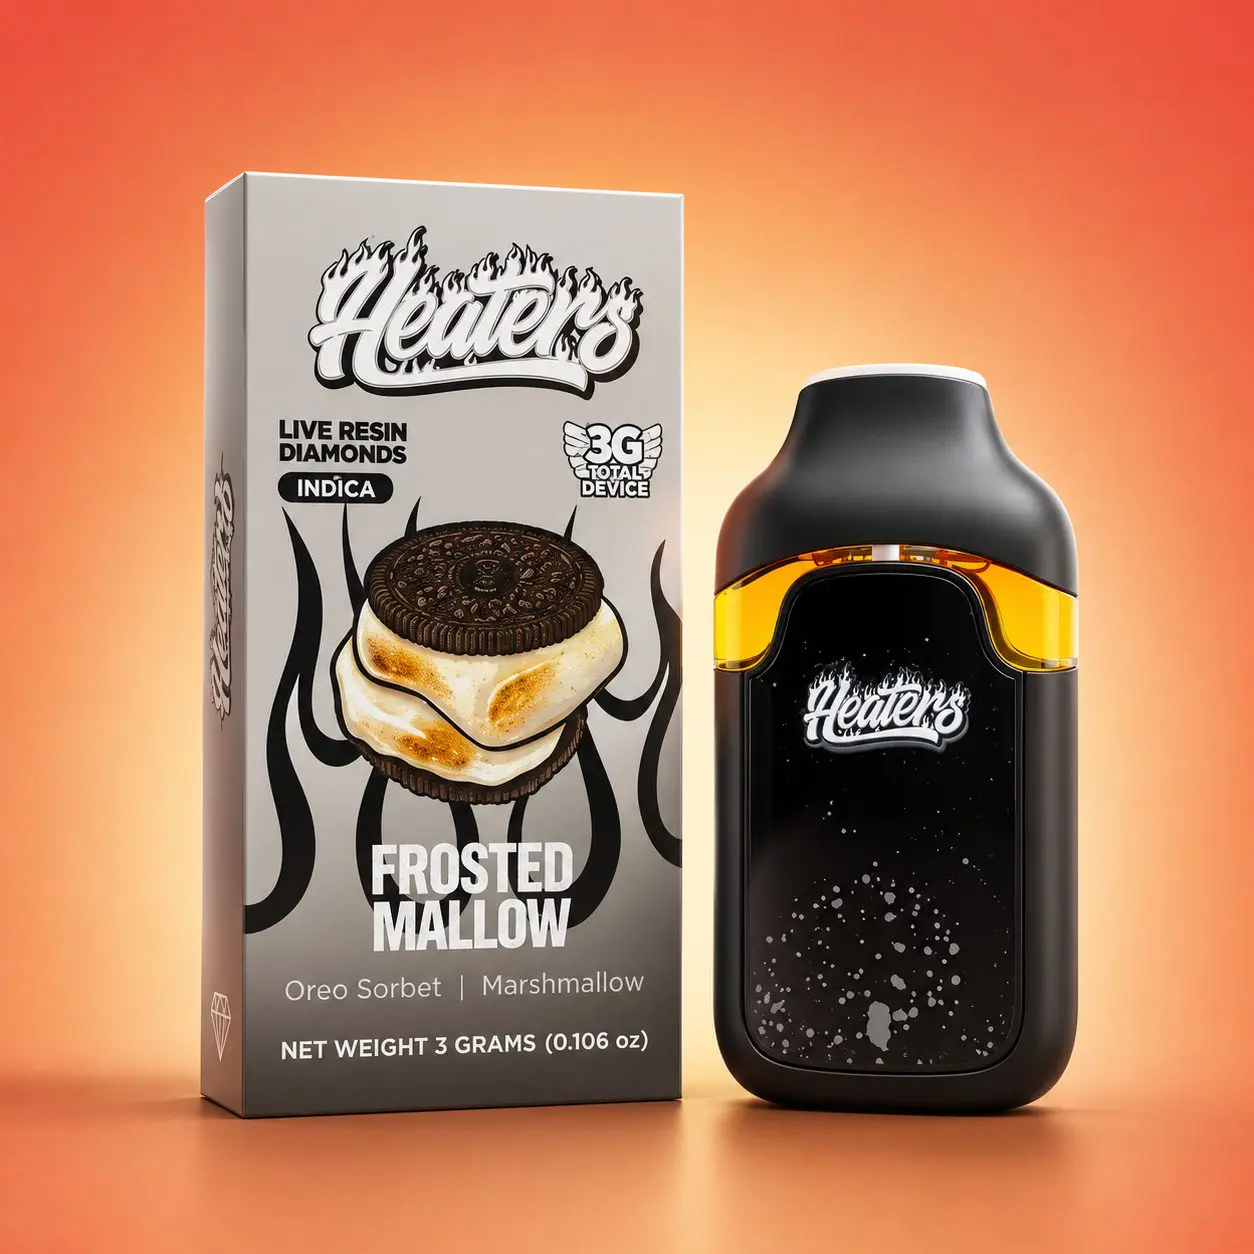 Heaters
LIVE RESIN
DIAMONDS
INDICA
3G
TOTAL
DEVICE
FROSTED
MALLOW
Oreo Sorbet | Marshmallow
NET WEIGHT 3 GRAMS (0.106 oz)
Heaters
Heaters